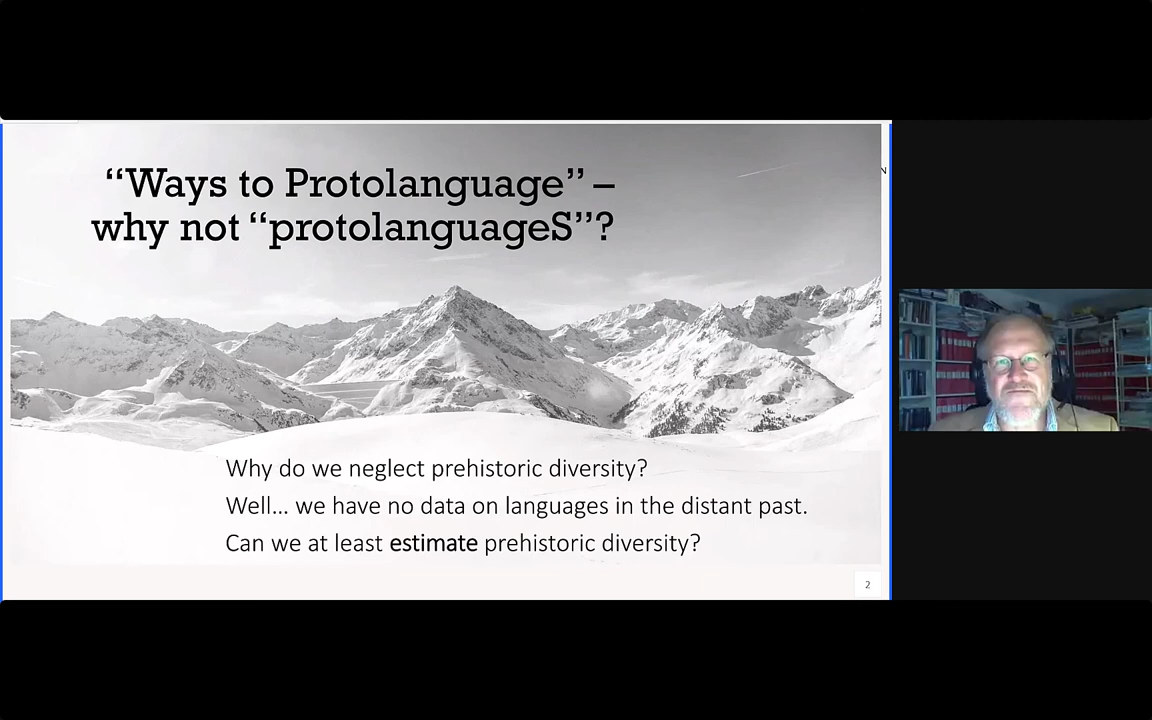 “Ways to Protolanguage” –
why not “protolanguageS”?
Why do we neglect prehistoric diversity?
Well... we have no data on languages in the distant past.
Can we at least estimate prehistoric diversity?
2
N